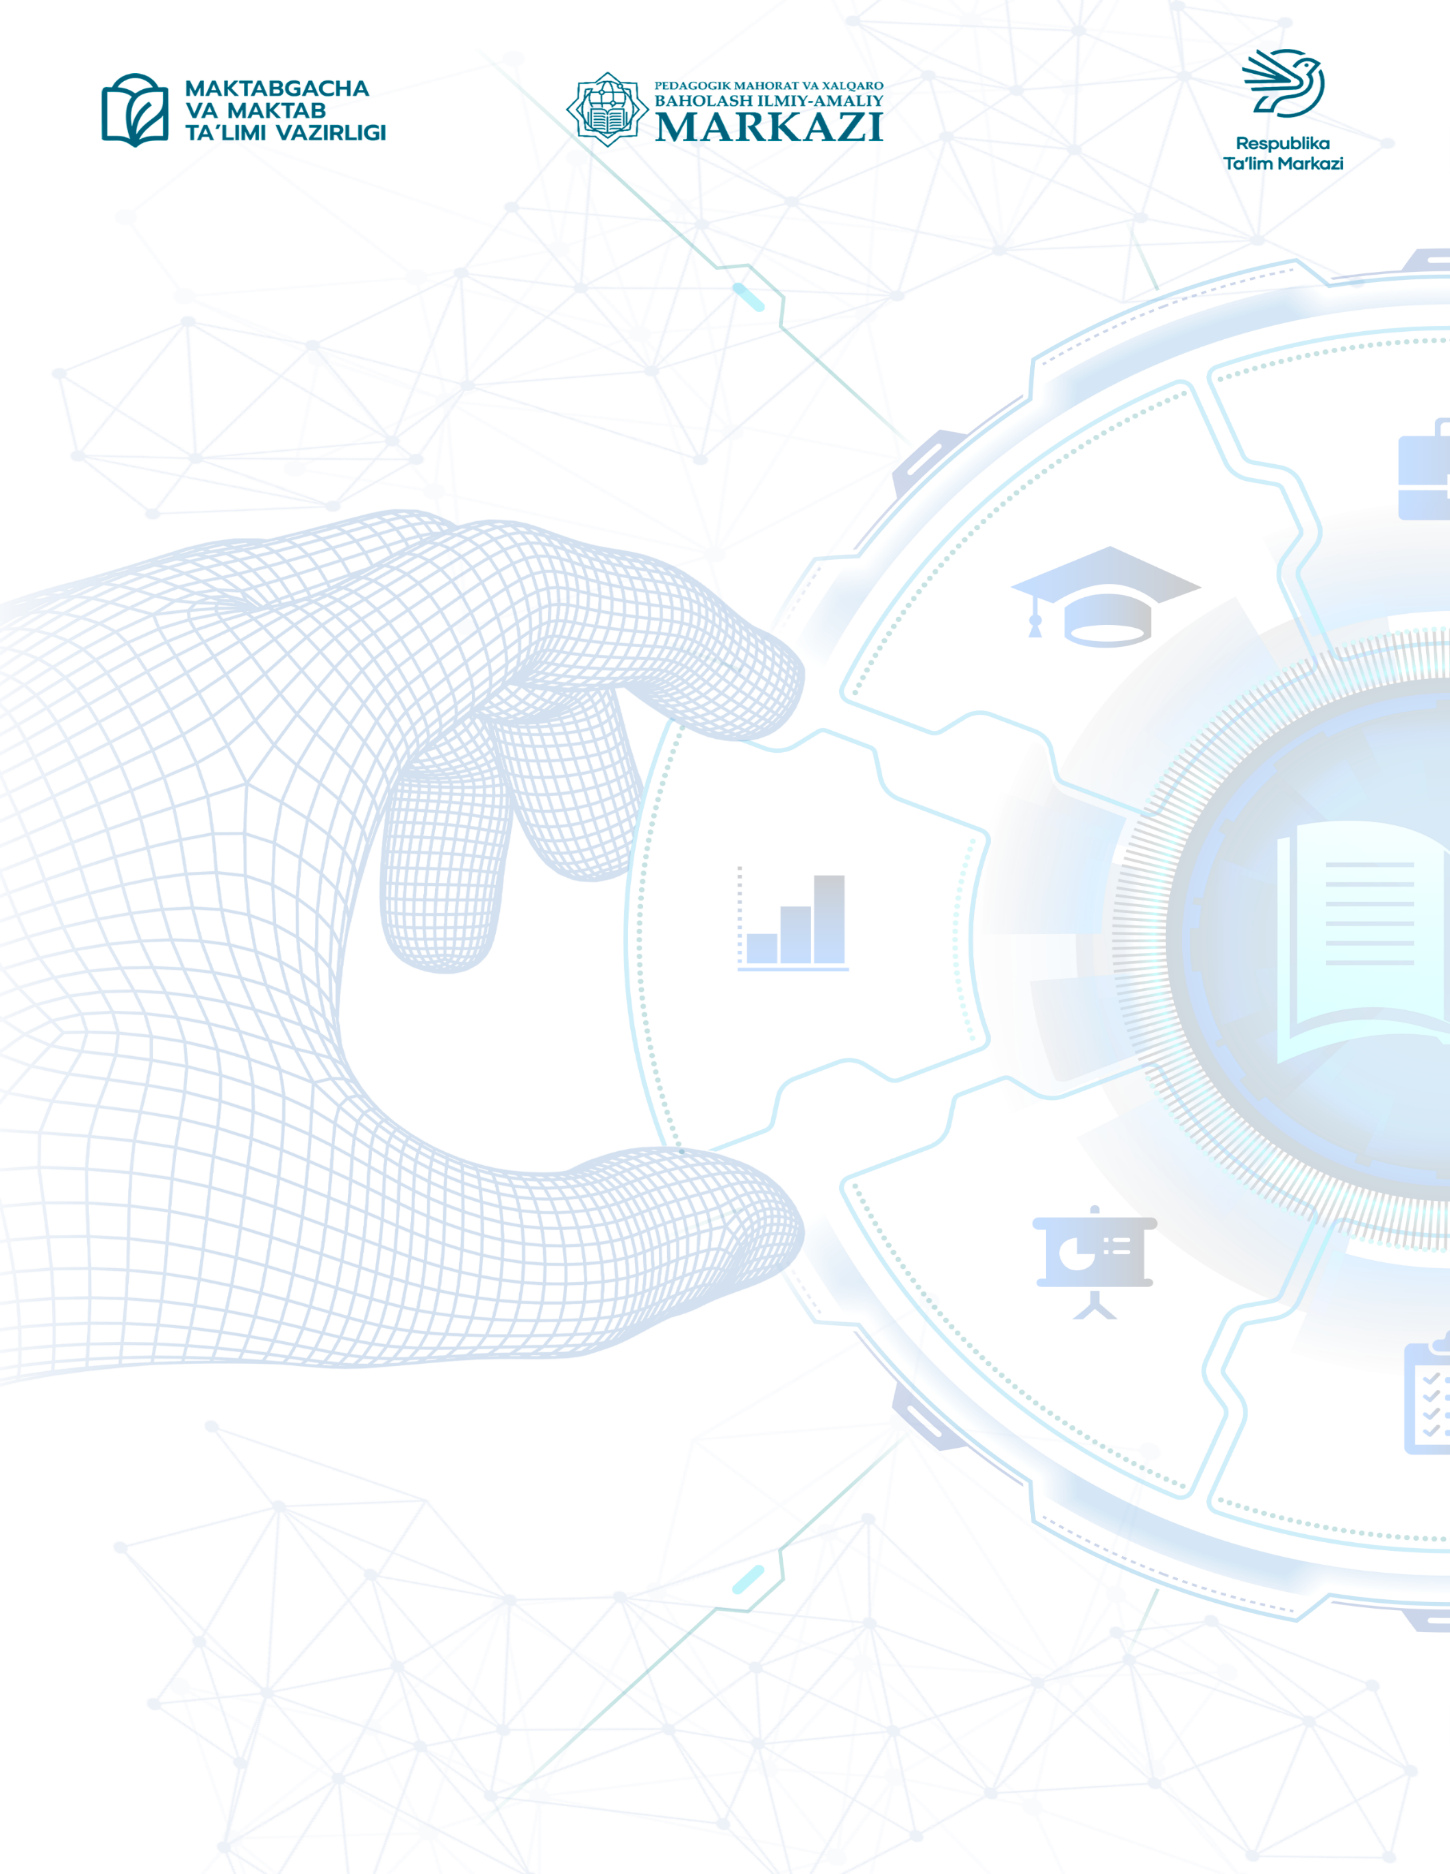 MAKTABGACHA
VA MAKTAB
TA'LIMI VAZIRLIGI
PEDAGOGIK MAHORAT VA XALQARO
BAHOLASH ILMIY-AMALIY
MARKAZI
Respublika
Ta'lim Markazi